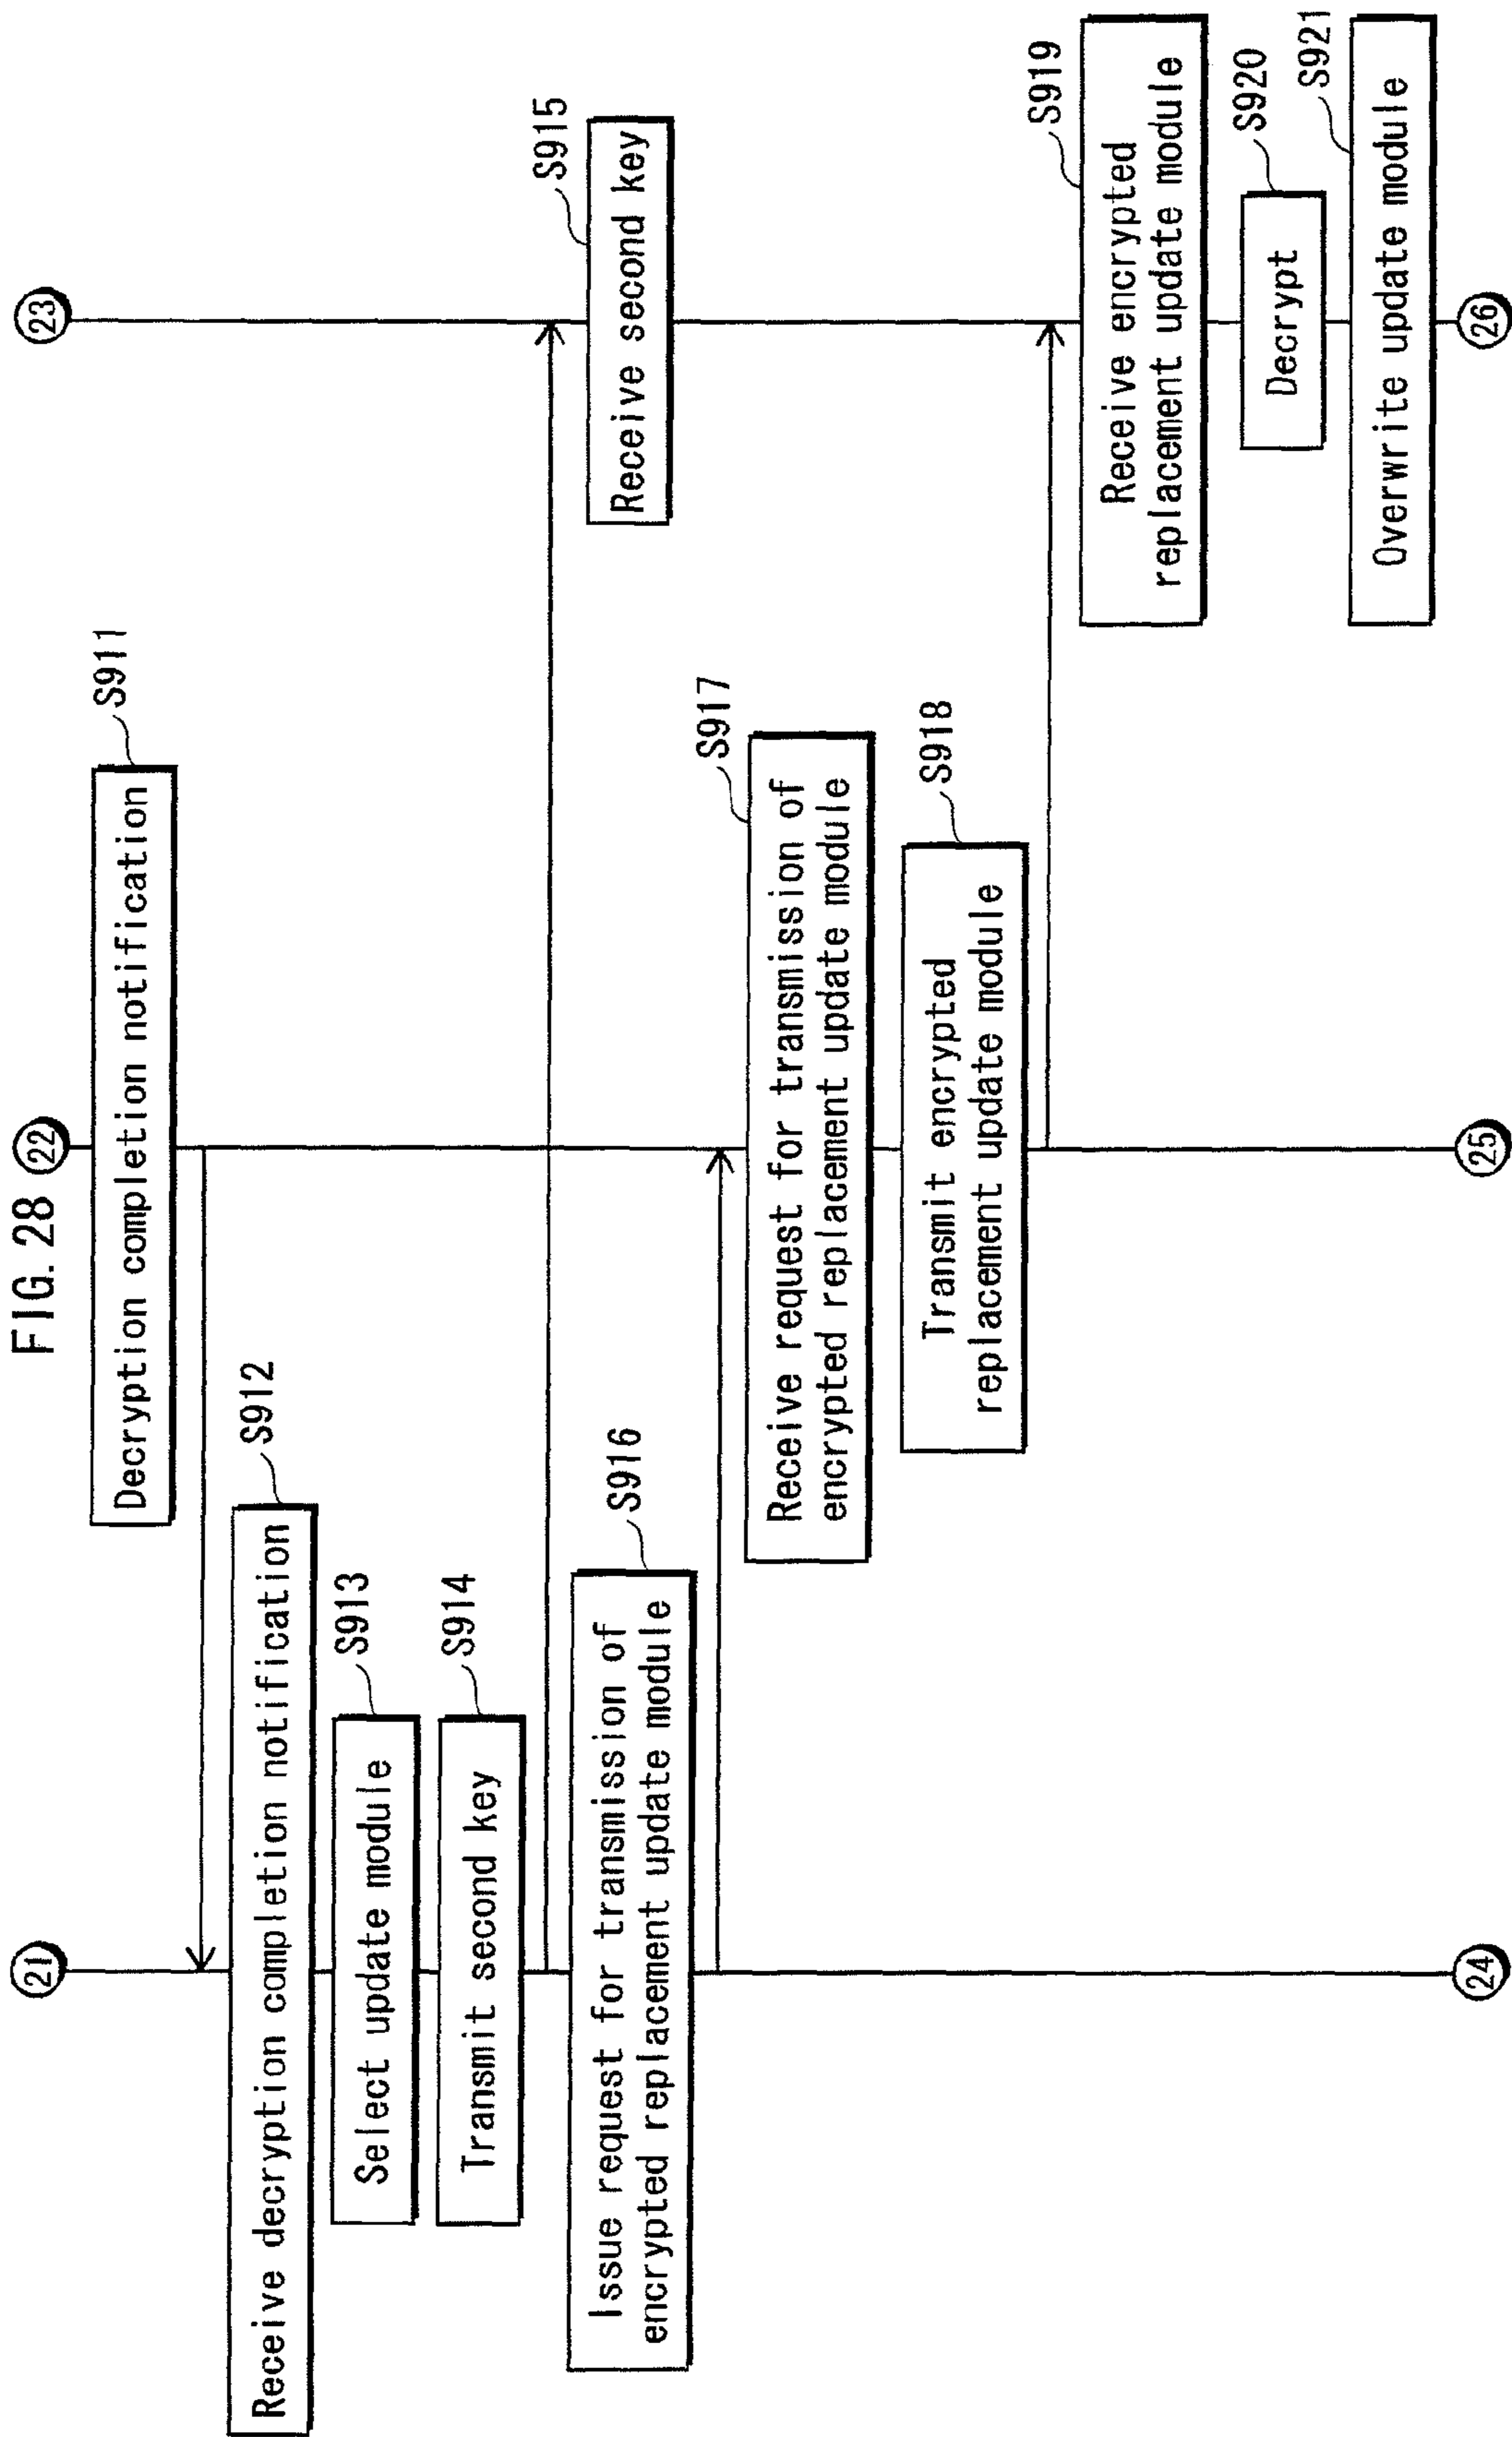 FIG. 28
21
22
23
Decryption completion notification
S911
Receive decryption completion notification
S912
Select update module
S913
Transmit second key
S914
Receive second key
S915
Issue request for transmission of
encrypted replacement update module
S916
Receive request for transmission of
encrypted replacement update module
S917
Transmit encrypted
replacement update module
S918
Receive encrypted
replacement update module
S919
Decrypt
S920
Overwrite update module
S921
24
25
26